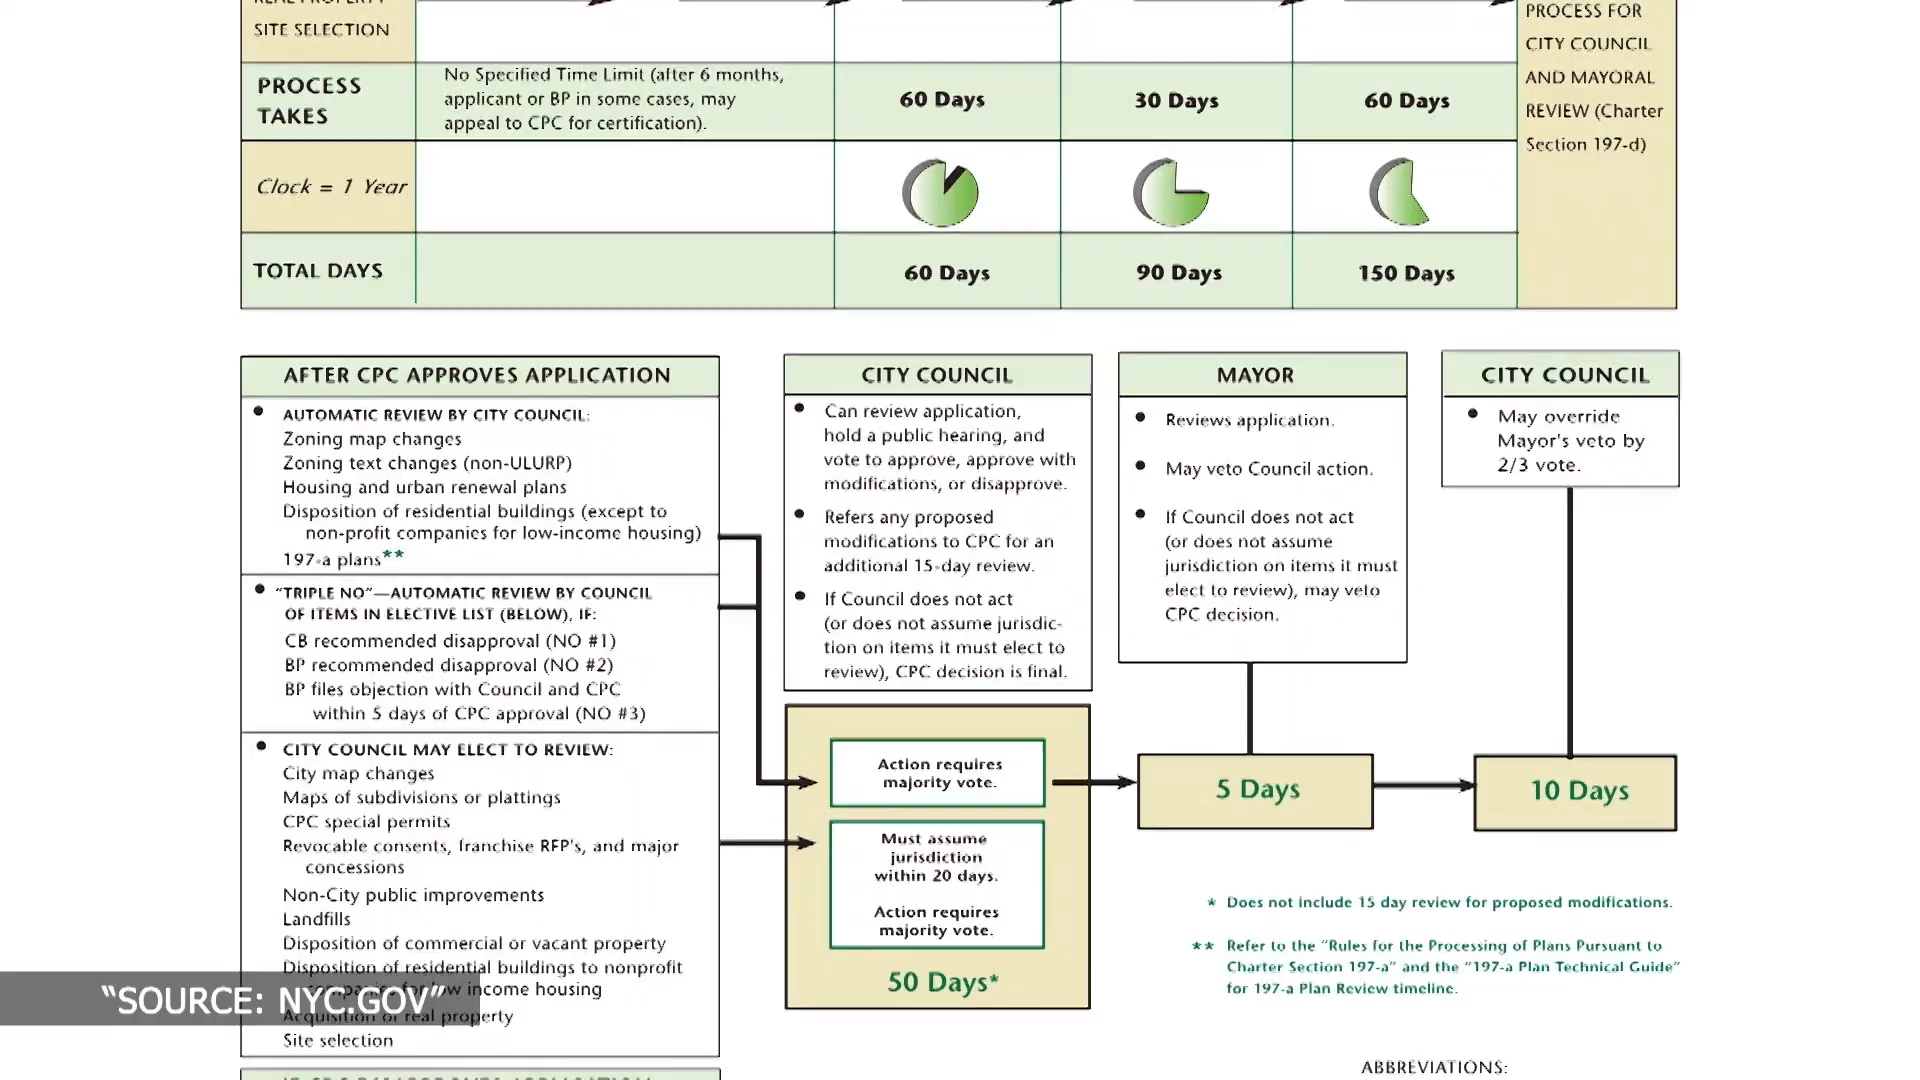 SITE SELECTION
PROCESS FOR
CITY COUNCIL
AND MAYORAL
REVIEW (Charter
Section 197-d)
PROCESS
TAKES
No Specified Time Limit (after 6 months,
applicant or BP in some cases, may
appeal to CPC for certification).
60 Days
30 Days
60 Days
Clock = 1 Year
TOTAL DAYS
60 Days
90 Days
150 Days
AFTER CPC APPROVES APPLICATION
• AUTOMATIC REVIEW BY CITY COUNCIL:
Zoning map changes
Zoning text changes (non-ULURP)
Housing and urban renewal plans
Disposition of residential buildings (except to
non-profit companies for low-income housing)
197-a plans**
• "TRIPLE NO"—AUTOMATIC REVIEW BY COUNCIL
OF ITEMS IN ELECTIVE LIST (BELOW), IF:
CB recommended disapproval (NO #1)
BP recommended disapproval (NO #2)
BP files objection with Council and CPC
within 5 days of CPC approval (NO #3)
• CITY COUNCIL MAY ELECT TO REVIEW:
City map changes
Maps of subdivisions or plattings
CPC special permits
Revocable consents, franchise RFP's, and major
concessions
Non-City public improvements
Landfills
Disposition of commercial or vacant property
Disposition of residential buildings to nonprofit
companies for low income housing
Acquisition of real property
Site selection
CITY COUNCIL
• Can review application,
hold a public hearing, and
vote to approve, approve with
modifications, or disapprove.
• Refers any proposed
modifications to CPC for an
additional 15-day review.
• If Council does not act
(or does not assume jurisdic-
tion on items it must elect to
review), CPC decision is final.
Action requires
majority vote.
Must assume
jurisdiction
within 20 days.
Action requires
majority vote.
50 Days*
MAYOR
• Reviews application.
• May veto Council action.
• If Council does not act
(or does not assume
jurisdiction on items it must
elect to review), may veto
CPC decision.
5 Days
CITY COUNCIL
• May override
Mayor's veto by
2/3 vote.
10 Days
* Does not include 15 day review for proposed modifications.
** Refer to the "Rules for the Processing of Plans Pursuant to
Charter Section 197-a" and the "197-a Plan Technical Guide"
for 197-a Plan Review timeline.
ABBREVIATIONS:
"SOURCE: NYC.GOV"